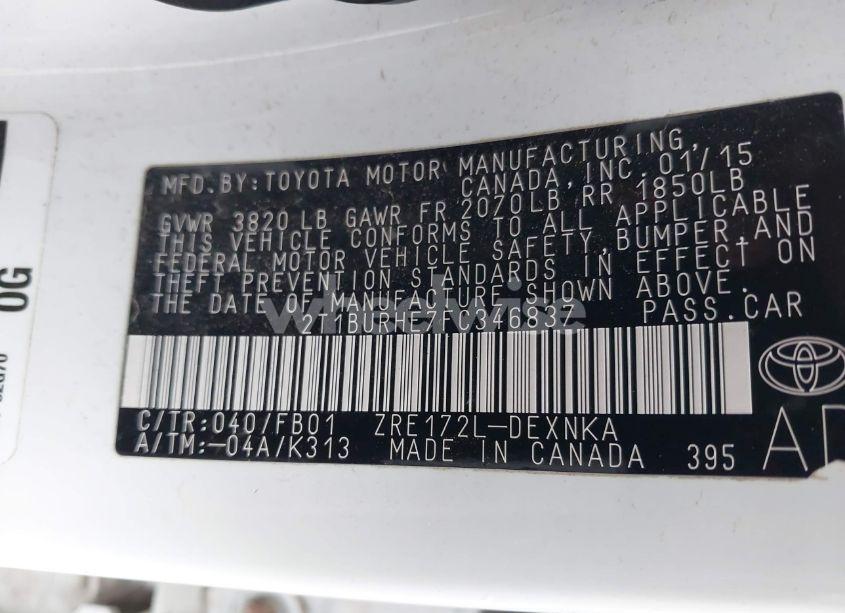 MFD.BY:TOYOTA MOTOR MANUFACTURING,
CANADA,INC.01/15
GVWR 3820 LB GAWR FR 2070LB RR 1850LB
THIS VEHICLE CONFORMS TO ALL APPLICABLE
FEDERAL MOTOR VEHICLE SAFETY,BUMPER,AND
THEFT PREVENTION STANDARDS IN EFFECT ON
THE DATE OF MANUFACTURE SHOWN ABOVE.
PASS.CAR
C/TR:040/FB01 ZRE172L-DEXNKA
A/TM:-04A/K313 MADE IN CANADA 395
OG